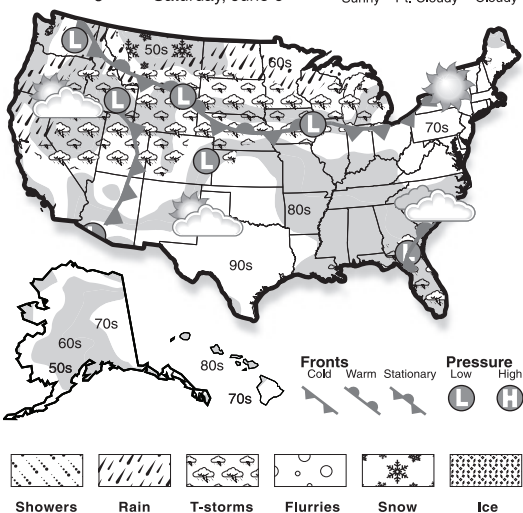 Saturday, June
Sunny Pt. Cloudy Cloudy
L
50s
60s
L
L
L
70s
L
80s
L
90s
70s
60s
50s
80s
70s
Fronts
Cold Warm Stationary
Pressure
Low High
L H
Showers Rain T-storms Flurries Snow Ice